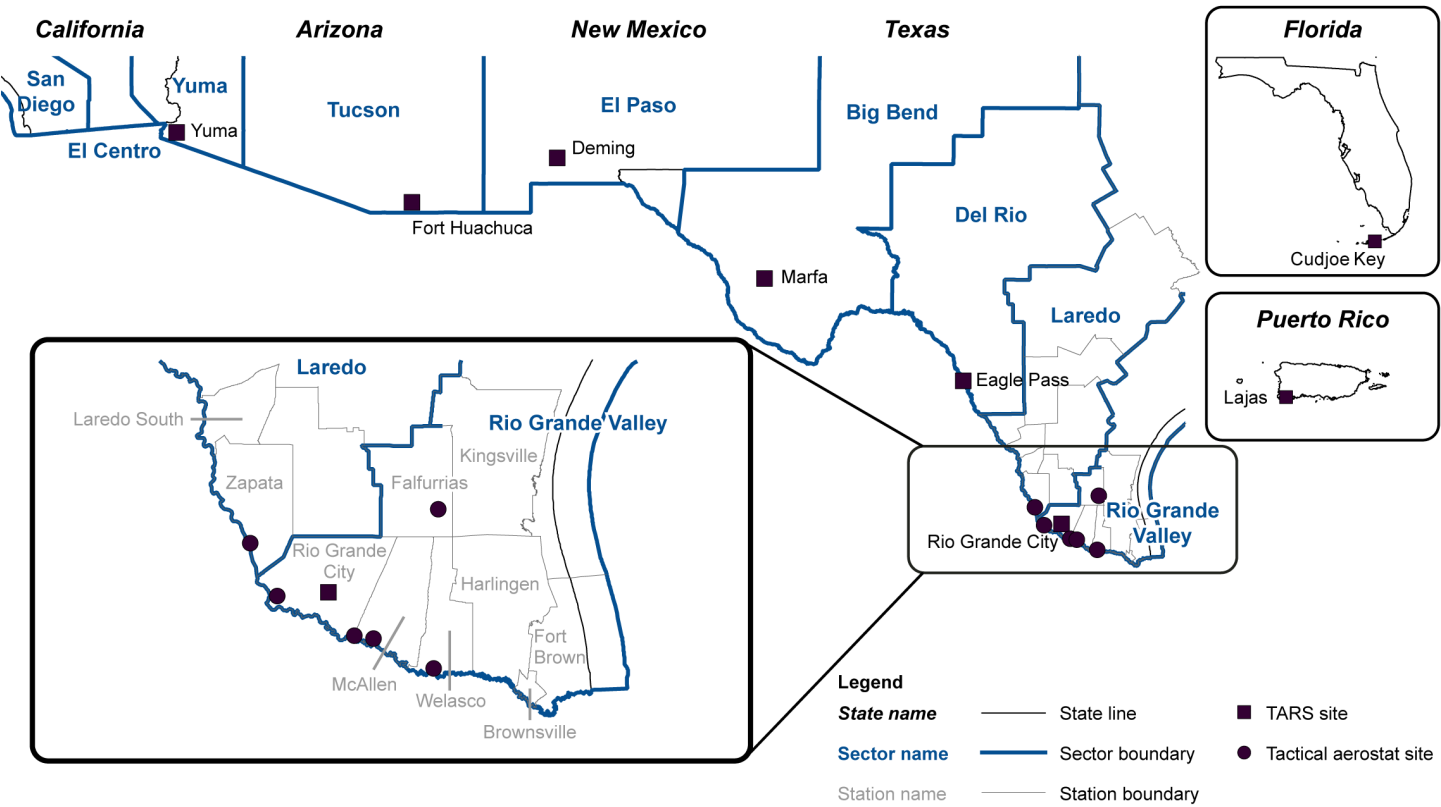 California
Arizona
New Mexico
Texas
Florida
San
Diego
Yuma
Tucson
El Paso
Big Bend
Yuma
El Centro
Deming
Del Rio
Fort Huachuca
Cudjoe Key
Marfa
Laredo
Puerto Rico
Eagle Pass
Lajas
Laredo
Laredo South
Rio Grande Valley
Kingsville
Zapata
Falfurrias
Rio Grande
City
Harlingen
Fort
Brown
McAllen
Welasco
Brownsville
Rio Grande
Valley
Rio Grande City
Legend
State name
State line
TARS site
Sector name
Sector boundary
Tactical aerostat site
Station name
Station boundary